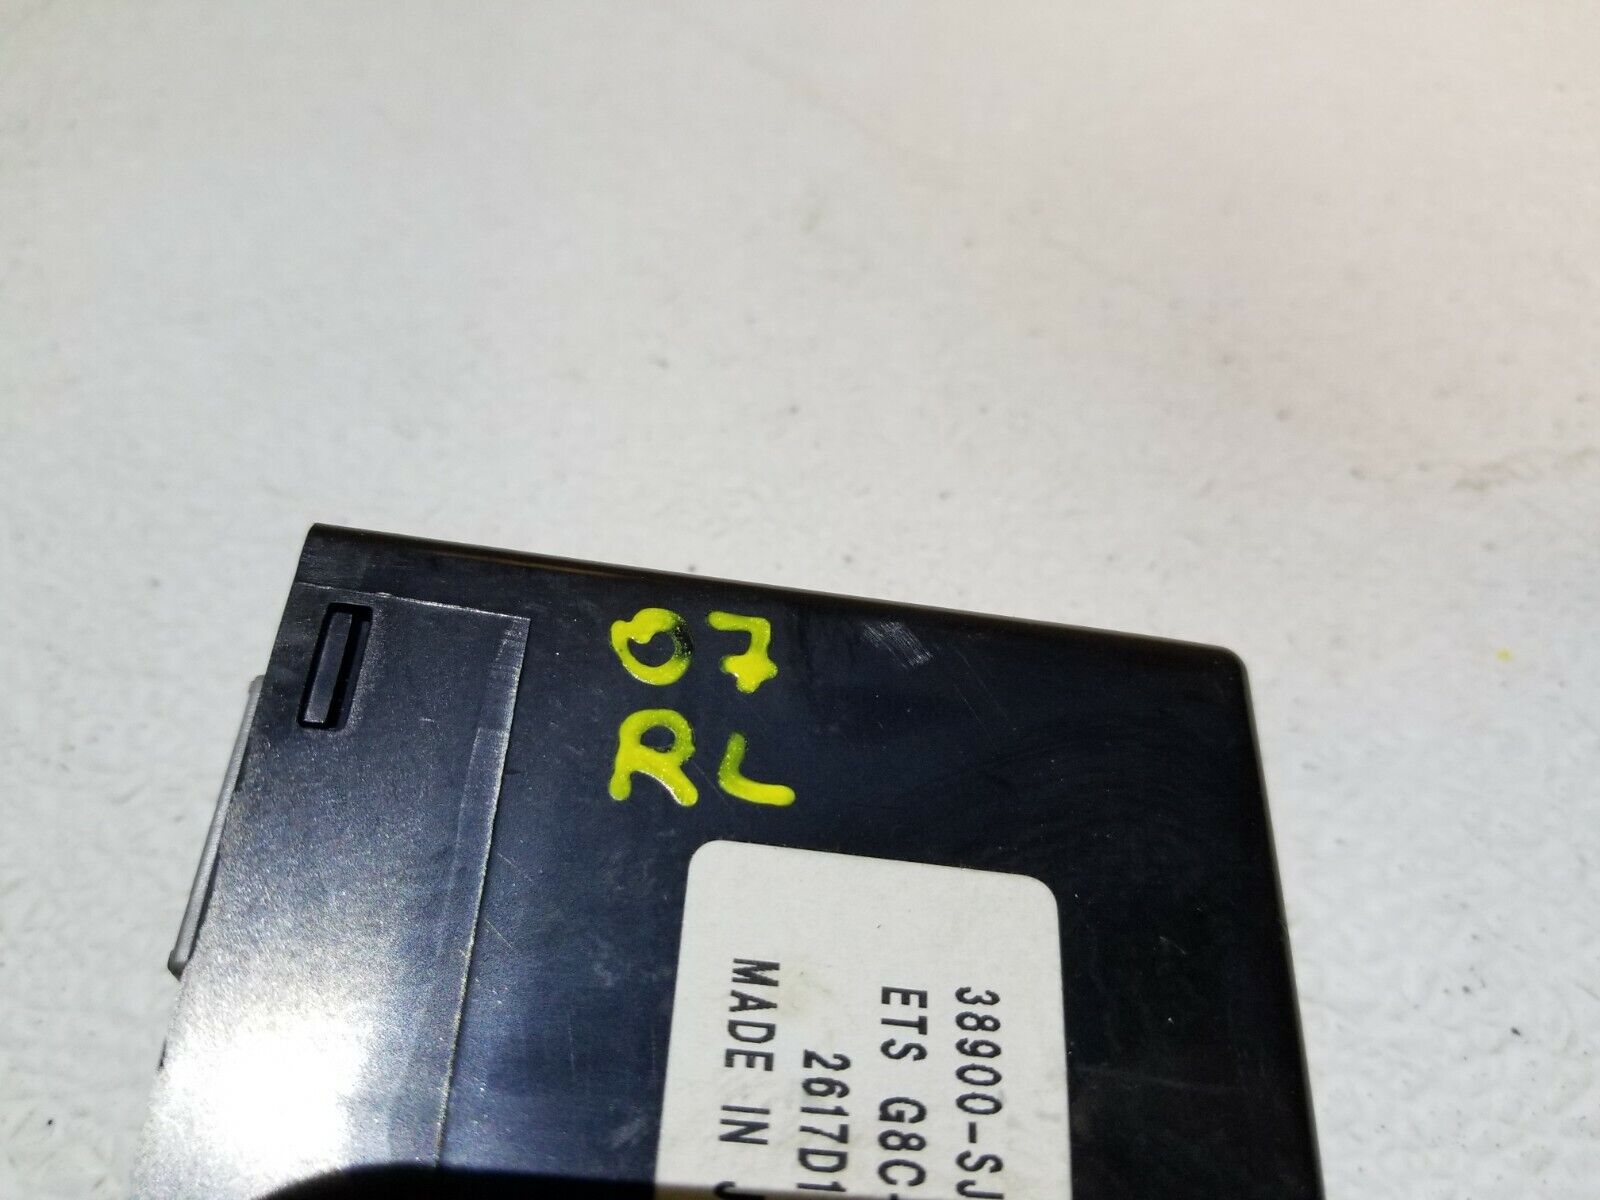 07
RL
38900-SJ
ETS G8C-
2617D1
MADE IN J